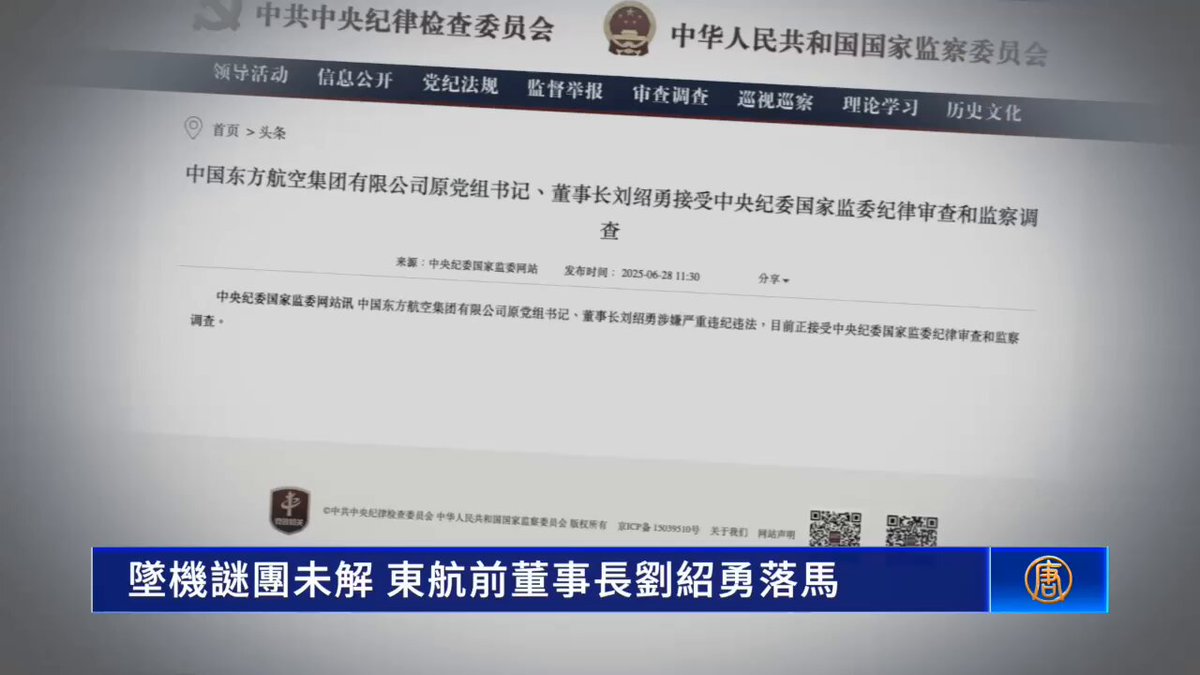 中共中央纪律检查委员会 中华人民共和国国家监察委员会
领导活动 信息公开 党纪法规 监督举报 审查调查 巡视巡察 理论学习 历史文化
首页 > 头条
中国东方航空集团有限公司原党组书记、董事长刘绍勇接受中央纪委国家监委纪律审查和监察调
查
来源：中央纪委国家监委网站 发布时间：2025-06-28 11:30 分享
中央纪委国家监委网站讯 中国东方航空集团有限公司原党组书记、董事长刘绍勇涉嫌严重违纪违法，目前正接受中央纪委国家监委纪律审查和监察
调查。
党政机关
©中共中央纪律检查委员会 中华人民共和国国家监察委员会 版权所有 京ICP备15039510号 关于我们 网站声明
墜機謎團未解 東航前董事長劉紹勇落馬
唐